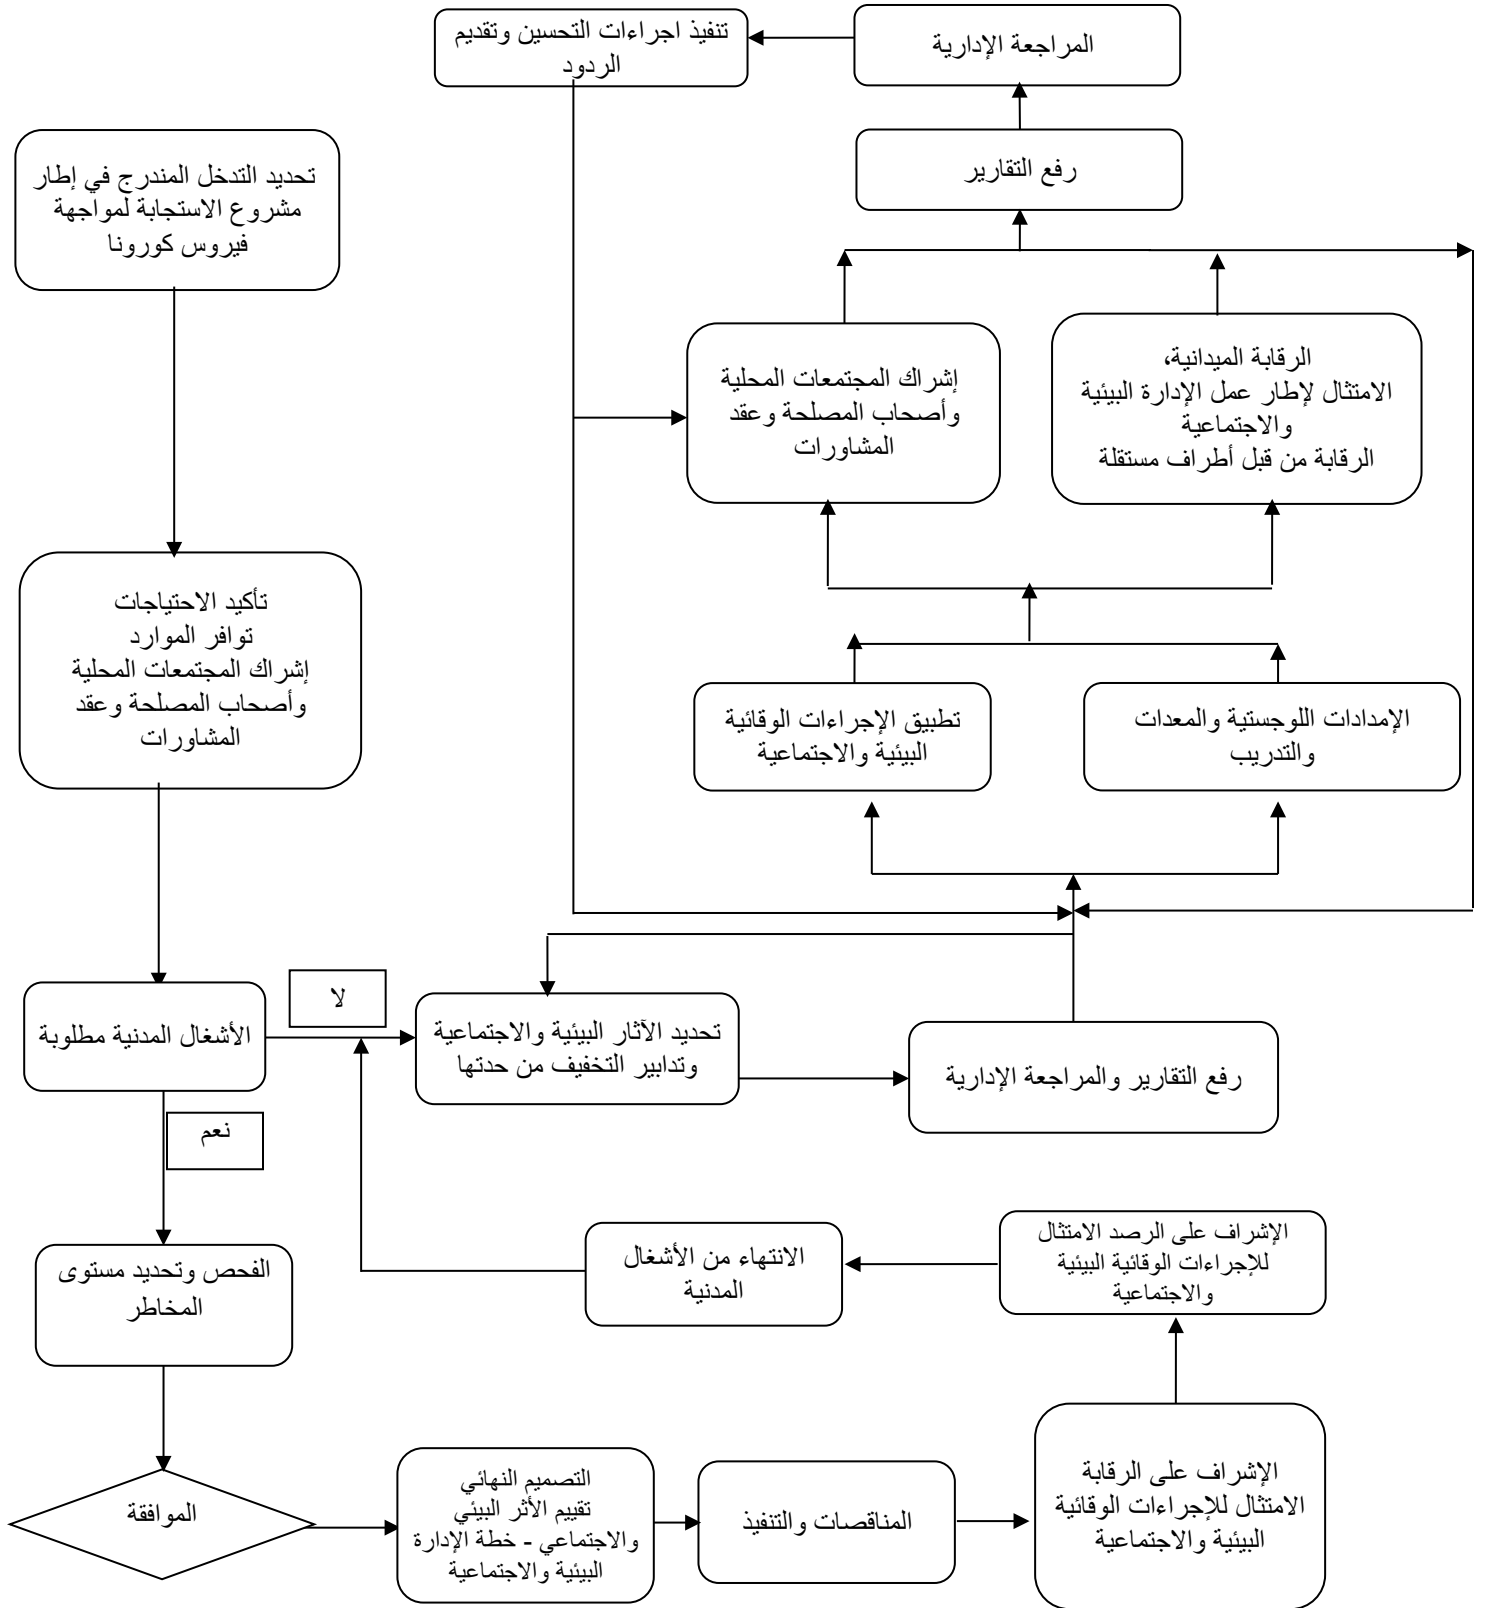 المراجعة الإدارية
تنفيذ اجراءات التحسين وتقديم
الردود
رفع التقارير
تحديد التدخل المندرج في إطار
مشروع الاستجابة لمواجهة
فيروس كورونا
الرقابة الميدانية،
الامتثال لإطار عمل الإدارة البيئية
والاجتماعية
الرقابة من قبل أطراف مستقلة
إشراك المجتمعات المحلية
وأصحاب المصلحة وعقد
المشاورات
تأكيد الاحتياجات
توافر الموارد
إشراك المجتمعات المحلية
وأصحاب المصلحة وعقد
المشاورات
الإمدادات اللوجستية والمعدات
والتدريب
تطبيق الإجراءات الوقائية
البيئية والاجتماعية
لا
الأشغال المدنية مطلوبة
تحديد الآثار البيئية والاجتماعية
وتدابير التخفيف من حدتها
رفع التقارير والمراجعة الإدارية
نعم
الفحص وتحديد مستوى
المخاطر
الانتهاء من الأشغال
المدنية
الإشراف على الرصد الامتثال
للإجراءات الوقائية البيئية
والاجتماعية
الموافقة
التصميم النهائي
تقييم الأثر البيئي
والاجتماعي - خطة الإدارة
البيئية والاجتماعية
المناقصات والتنفيذ
الإشراف على الرقابة
الامتثال للإجراءات الوقائية
البيئية والاجتماعية